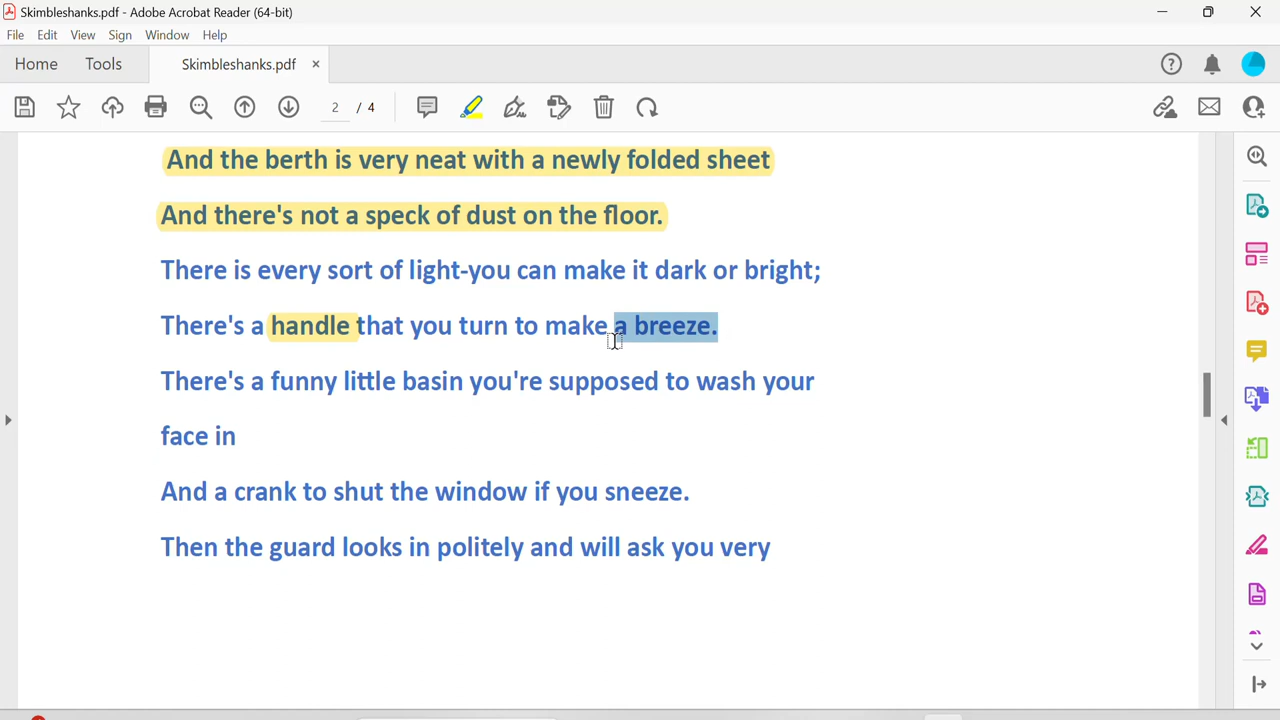 Skimbleshanks.pdf - Adobe Acrobat Reader (64-bit)
File Edit View Sign Window Help
Home Tools Skimbleshanks.pdf ×
2 / 4
And the berth is very neat with a newly folded sheet
And there's not a speck of dust on the floor.
There is every sort of light-you can make it dark or bright;
There's a handle that you turn to make a breeze.
There's a funny little basin you're supposed to wash your
face in
And a crank to shut the window if you sneeze.
Then the guard looks in politely and will ask you very